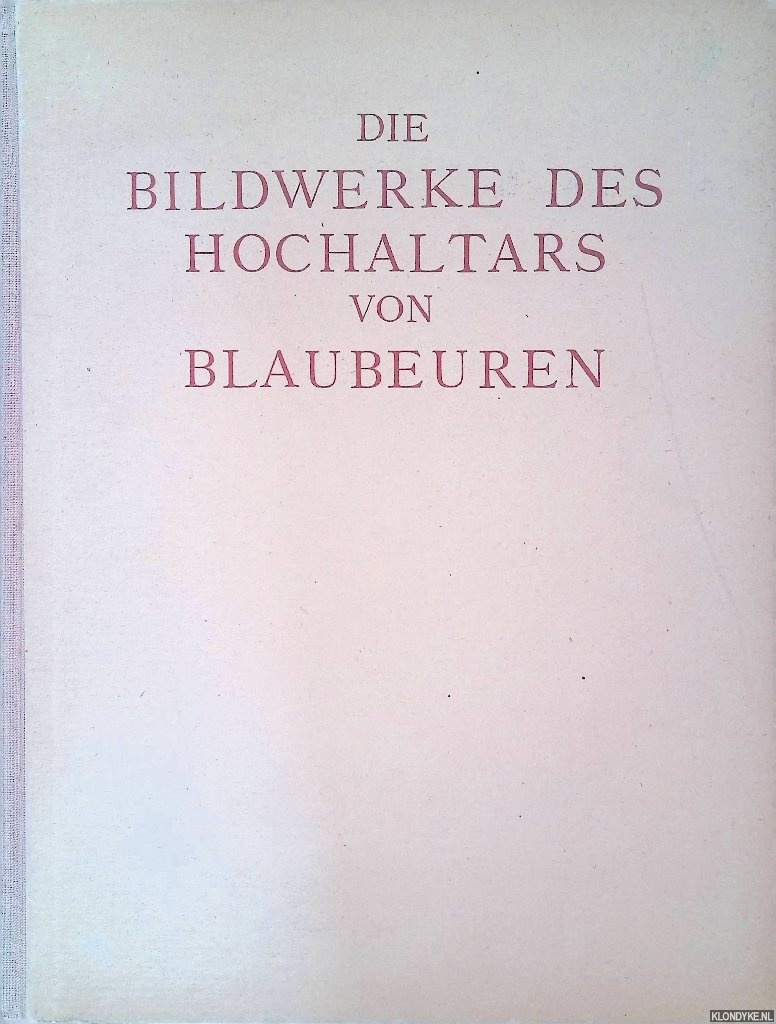 DIE
BILDWERKE DES
HOCHALTARS
VON
BLAUBEUREN
KLONDYKE.NL